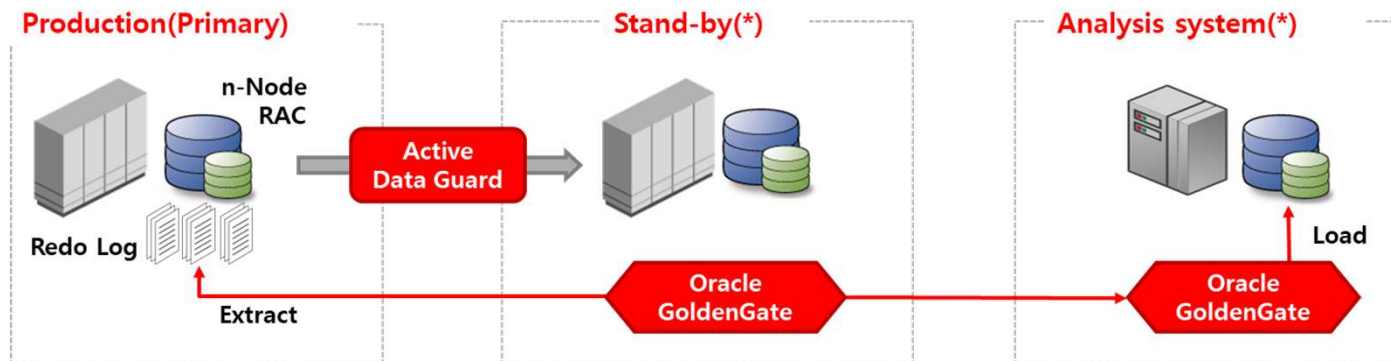 Production(Primary)
Stand-by(*)
Analysis system(*)
n-Node
RAC
Active
Data Guard
Redo Log
Load
Extract
Oracle
GoldenGate
Oracle
GoldenGate